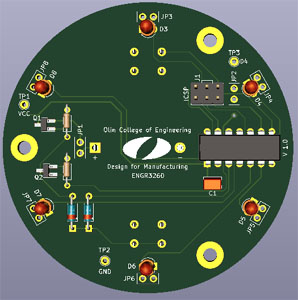 JP3
D3
TP3
JP8
D8
J1
JP2
ICSP
D4
JP4
TP1
VCC
Q1
JP1
Olin College of Engineering
+
-
Design for Manufacturing
ENGR3260
V 1.0
Q2
C1
D7
JP7
D5
JP5
TP2
GND
D6
JP6